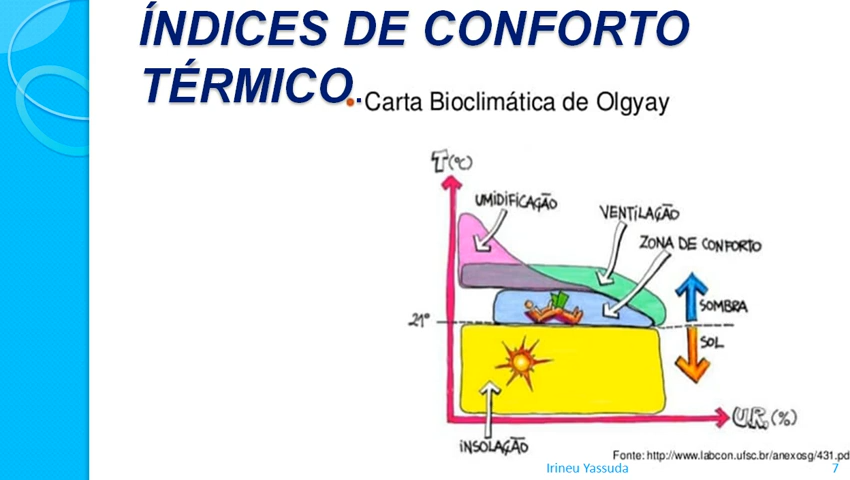 ÍNDICES DE CONFORTO
TÉRMICO.
• Carta Bioclimática de Olgyay
T(°C)
UMIDIFICAÇÃO
VENTILAÇÃO
ZONA DE CONFORTO
21°
SOMBRA
SOL
U.R.(%)
INSOLAÇÃO
Fonte: http://www.labcon.ufsc.br/anexosg/431.pd
Irineu Yassuda
7